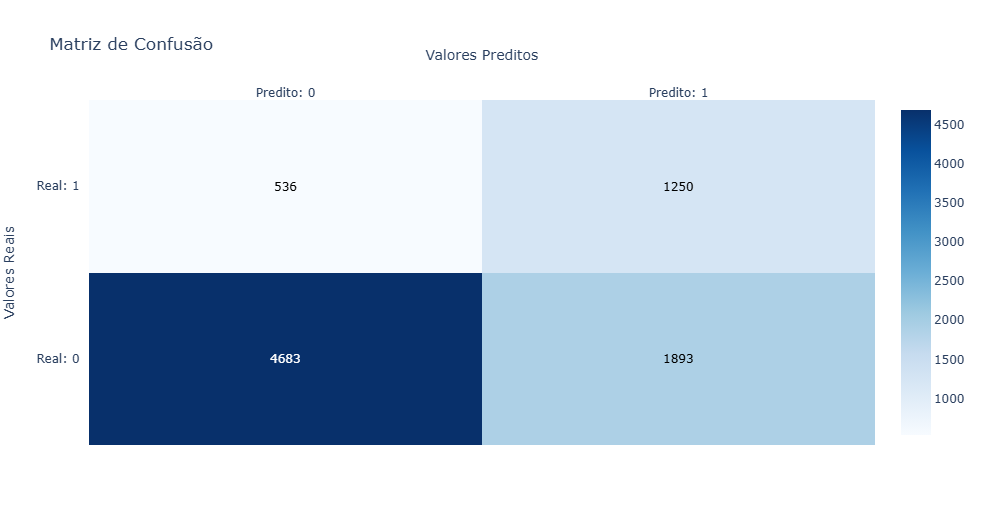 Matriz de Confusão
Valores Preditos
Predito: 0
Predito: 1
Real: 1
536
1250
Valores Reais
Real: 0
4683
1893
4500
4000
3500
3000
2500
2000
1500
1000